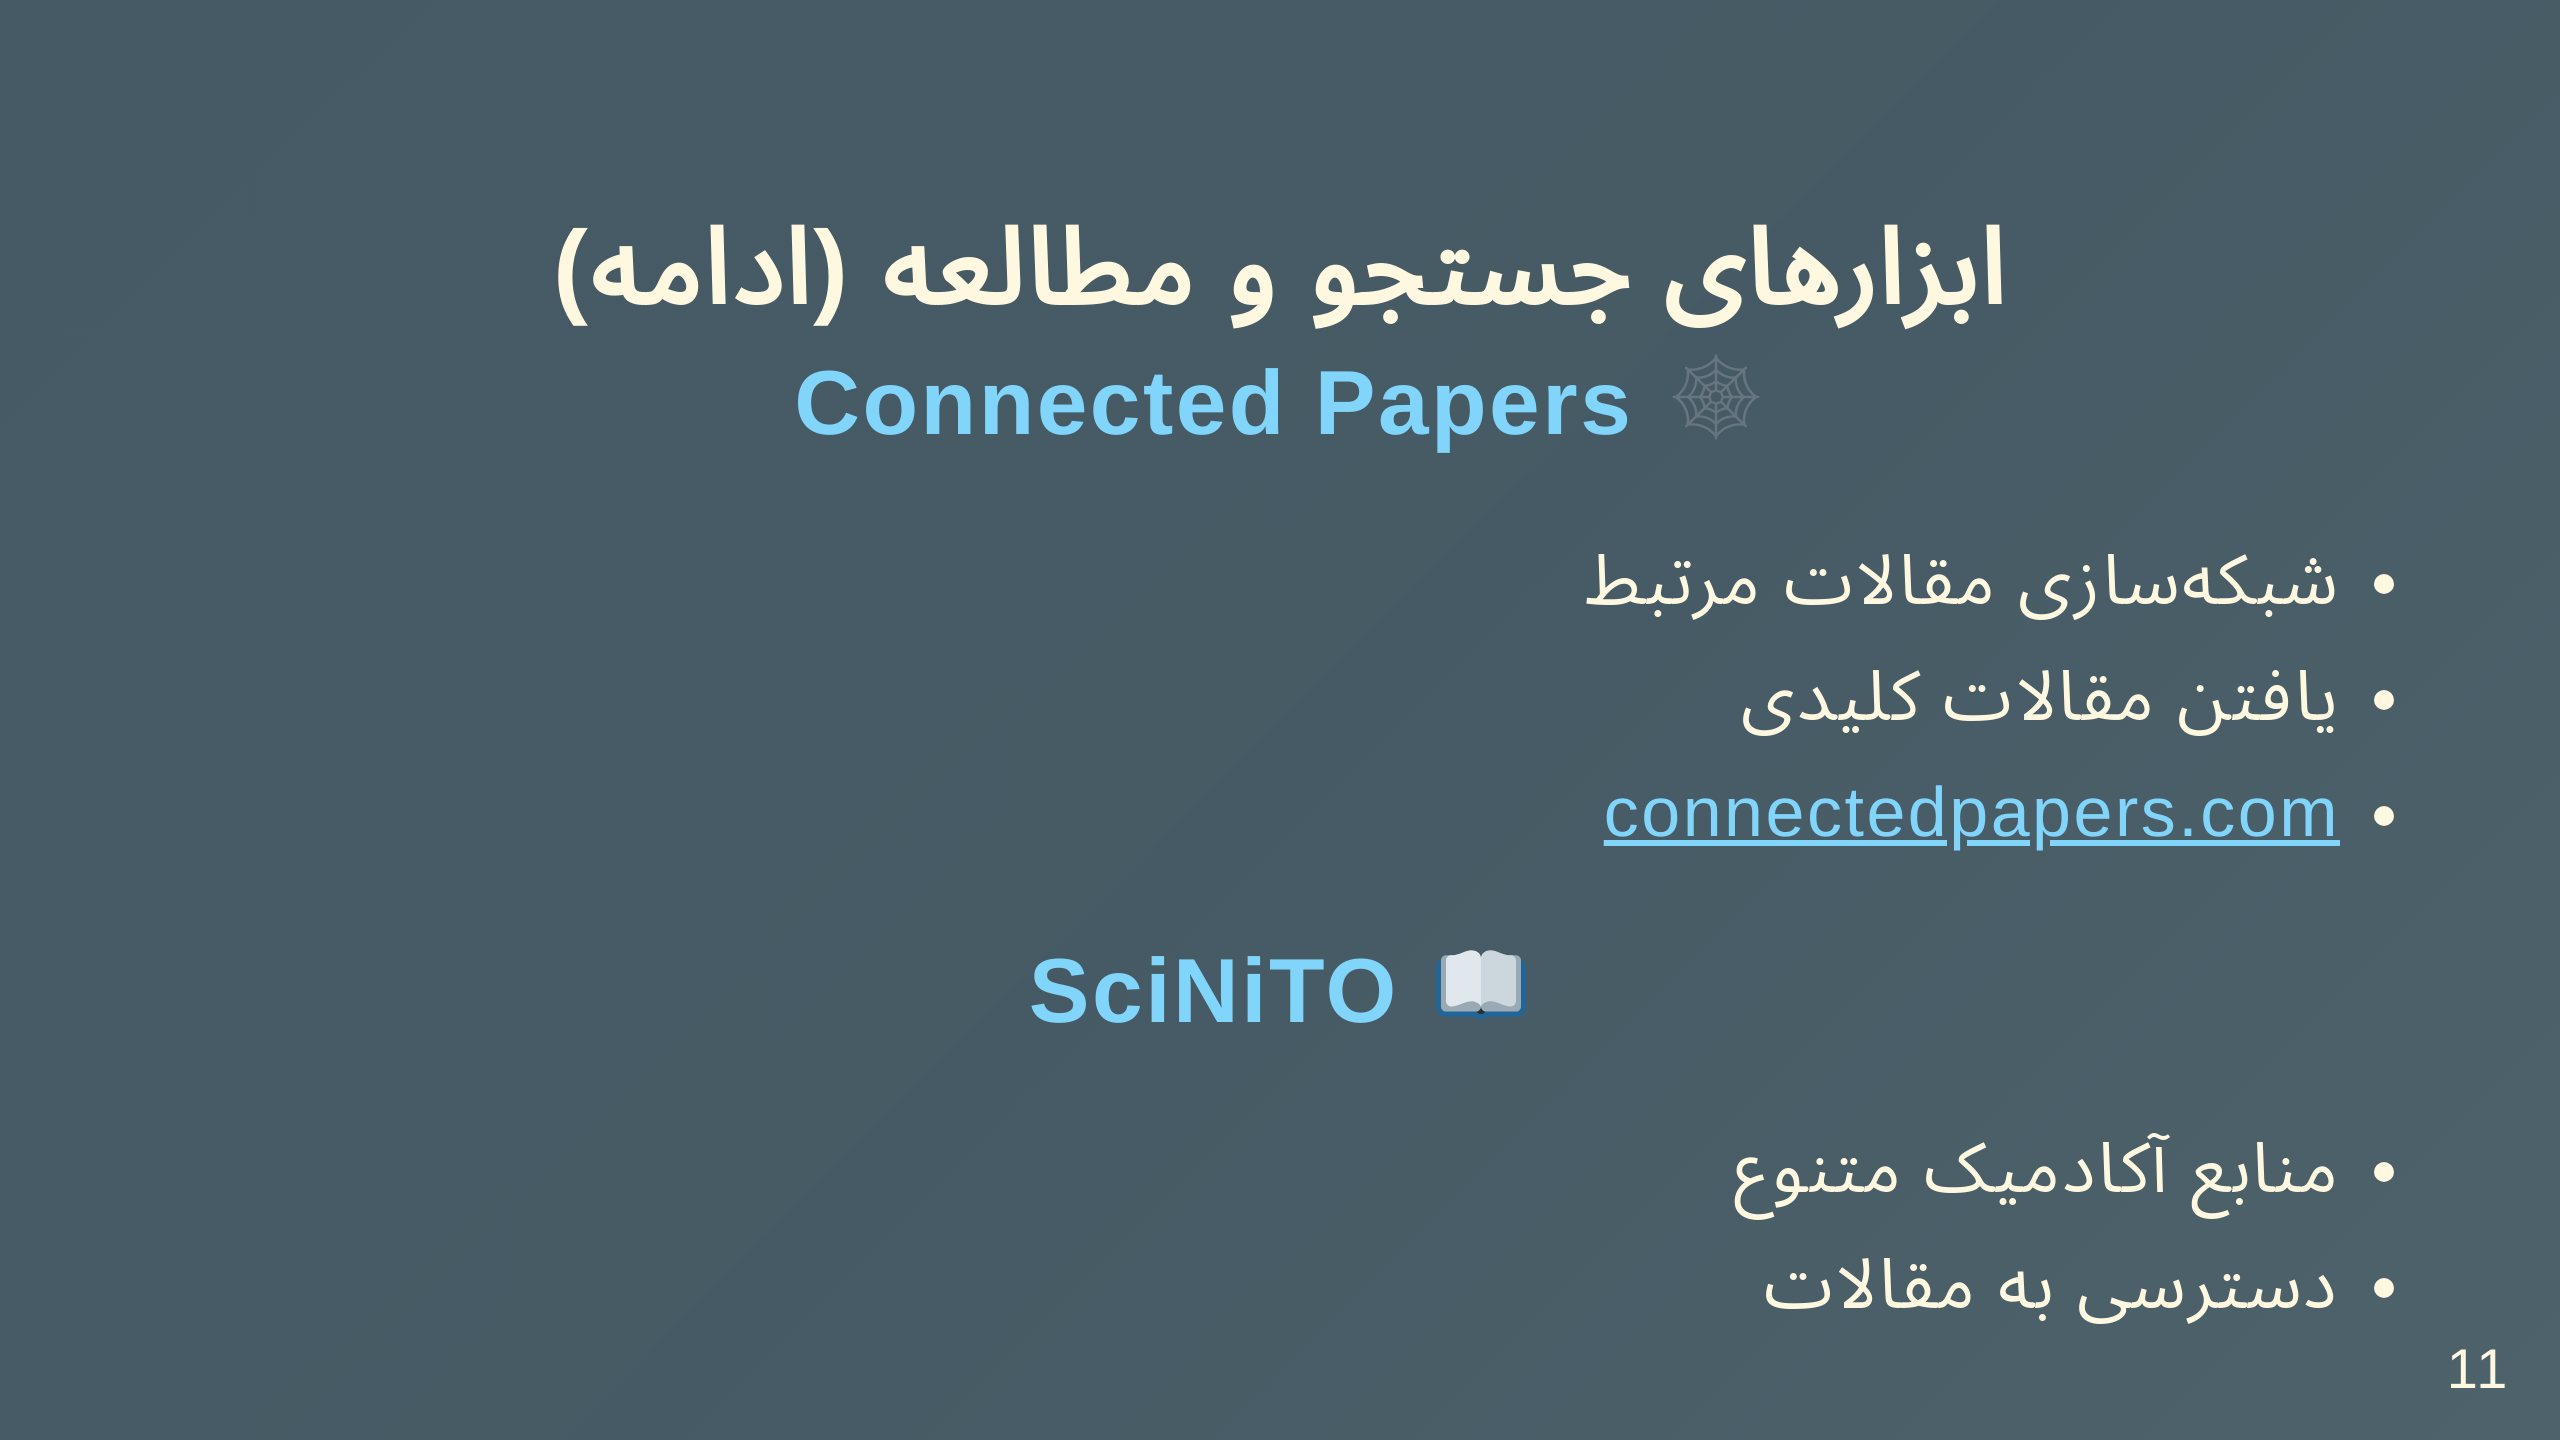 ابزارهای جستجو و مطالعه (ادامه)
🕸 Connected Papers
• شبکه‌سازی مقالات مرتبط
• یافتن مقالات کلیدی
• connectedpapers.com
📖 SciNiTO
• منابع آکادمیک متنوع
• دسترسی به مقالات
11